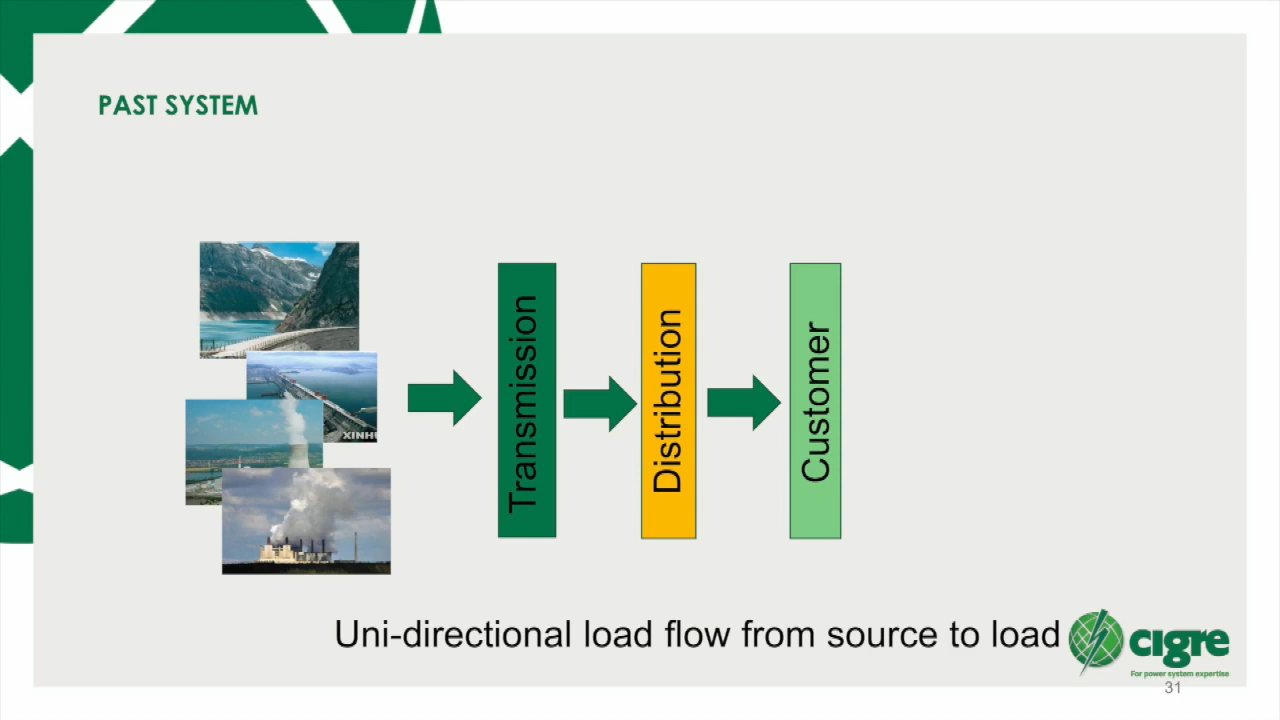 PAST SYSTEM
XINHU
Transmission
Distribution
Customer
Uni-directional load flow from source to load
cigre
For power system expertise
31